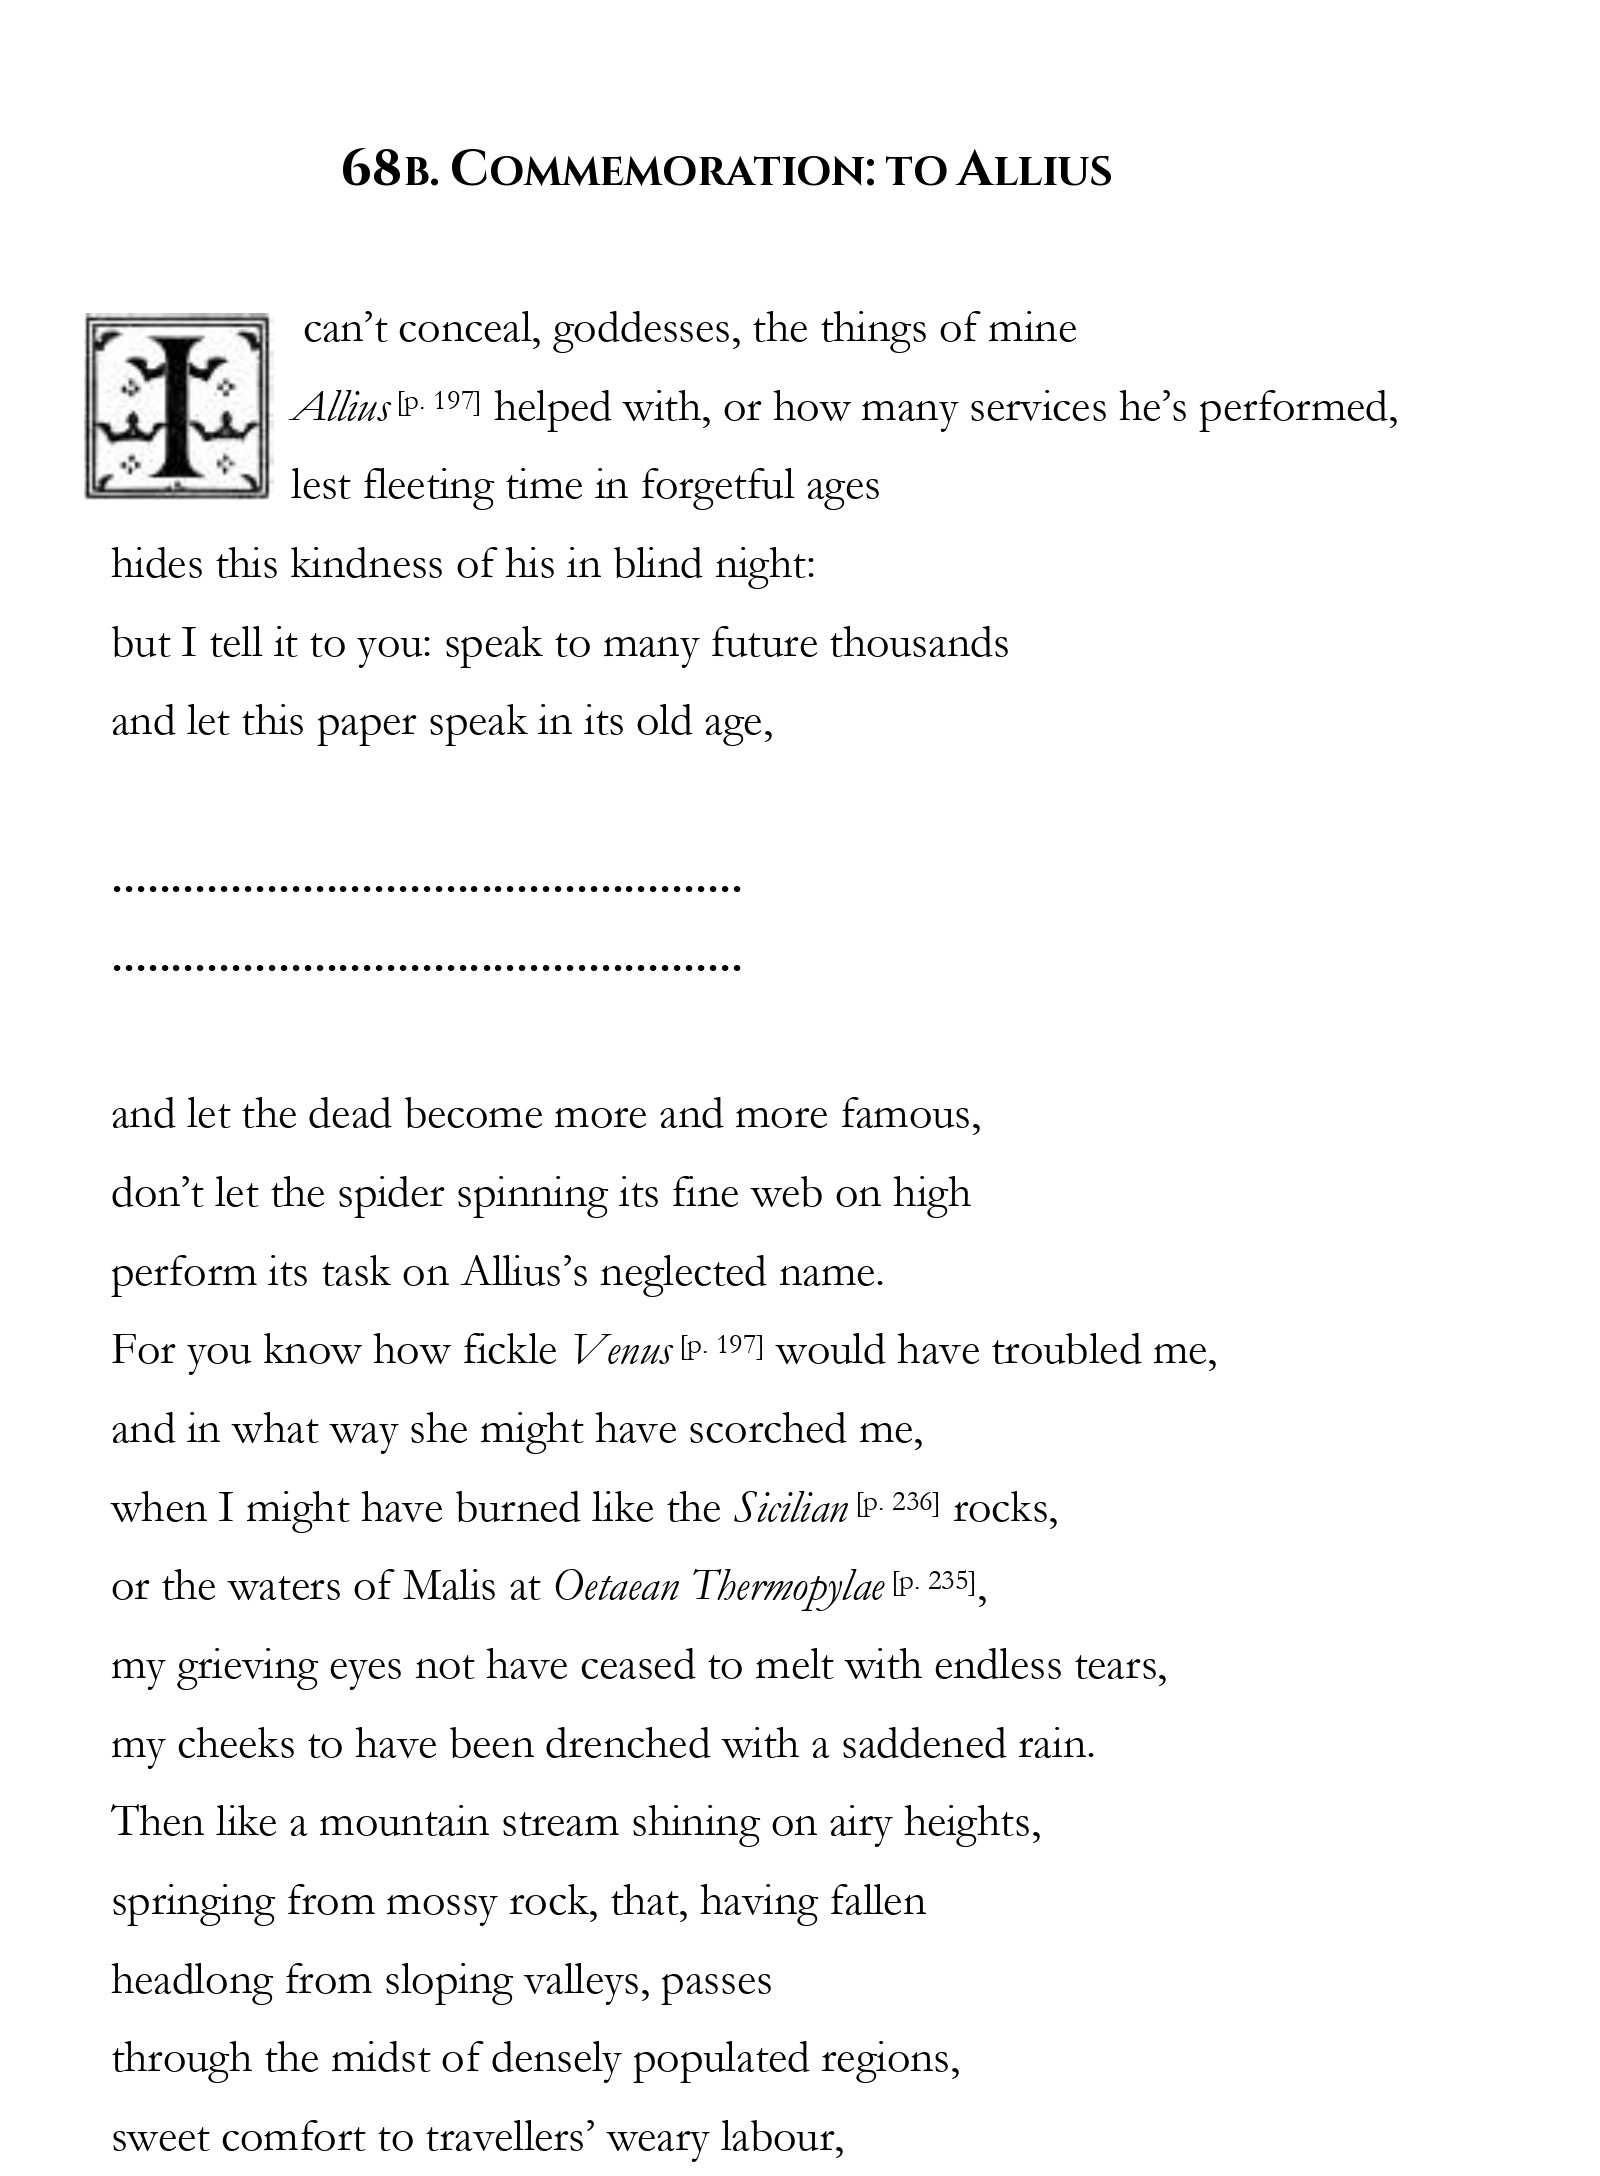 68B. COMMEMORATION: TO ALLIUS
I can’t conceal, goddesses, the things of mine
Allius [p. 197] helped with, or how many services he’s performed,
lest fleeting time in forgetful ages
hides this kindness of his in blind night:
but I tell it to you: speak to many future thousands
and let this paper speak in its old age,
.....................................................
.....................................................
and let the dead become more and more famous,
don’t let the spider spinning its fine web on high
perform its task on Allius’s neglected name.
For you know how fickle Venus [p. 197] would have troubled me,
and in what way she might have scorched me,
when I might have burned like the Sicilian [p. 236] rocks,
or the waters of Malis at Oetaean Thermopylae [p. 235],
my grieving eyes not have ceased to melt with endless tears,
my cheeks to have been drenched with a saddened rain.
Then like a mountain stream shining on airy heights,
springing from mossy rock, that, having fallen
headlong from sloping valleys, passes
through the midst of densely populated regions,
sweet comfort to travellers’ weary labour,